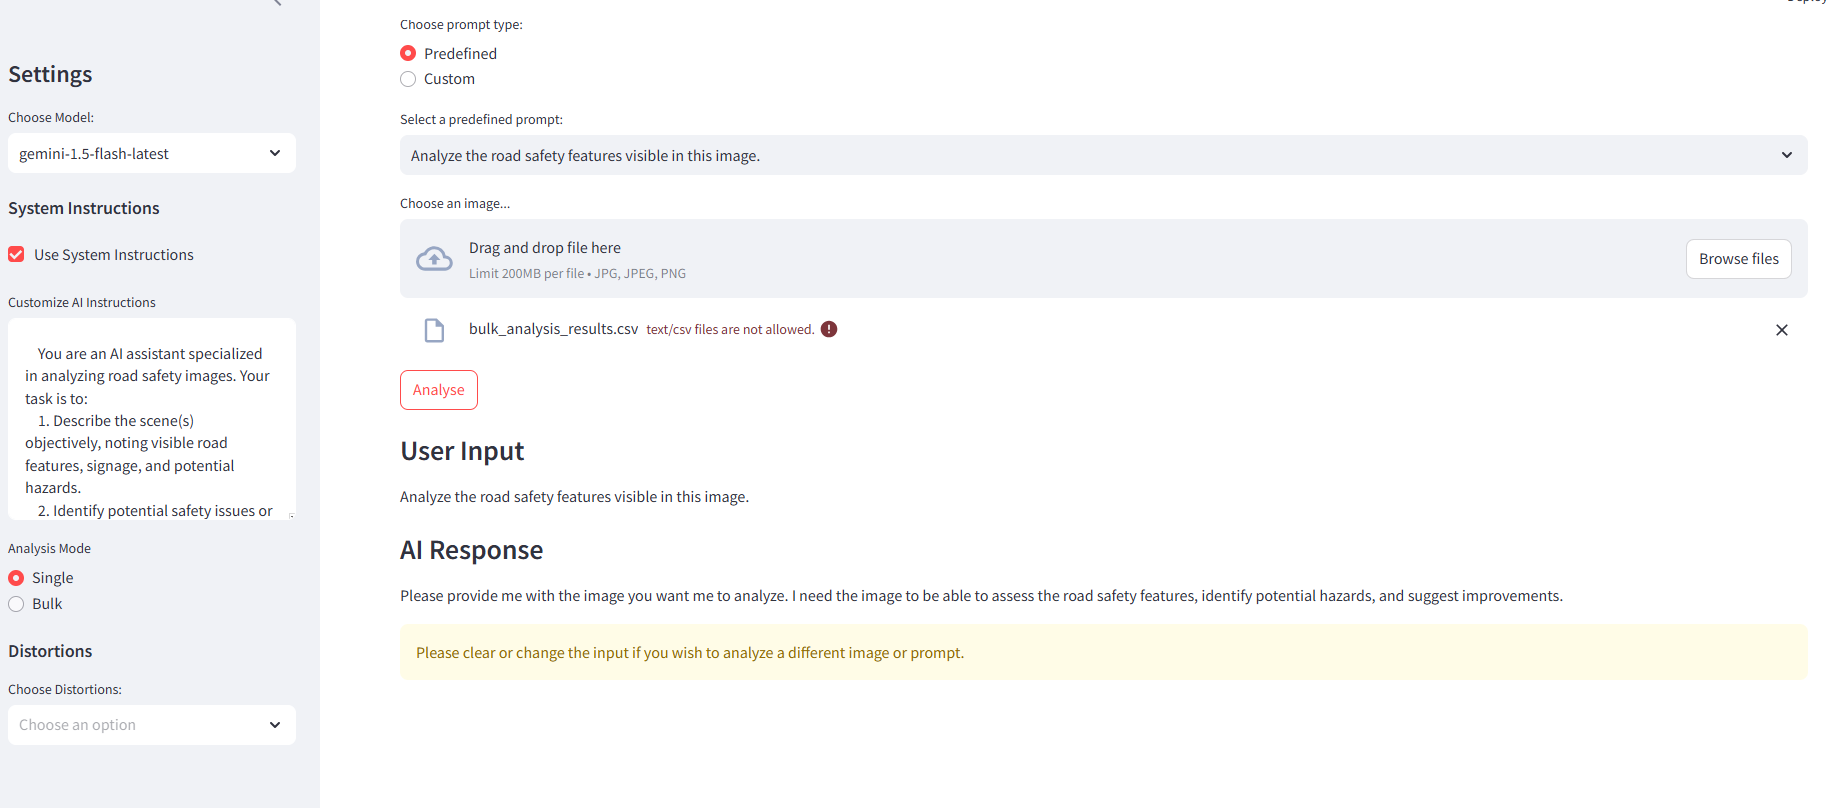 Settings
Choose Model:
gemini-1.5-flash-latest
System Instructions
Use System Instructions
Customize AI Instructions
You are an AI assistant specialized
in analyzing road safety images. Your
task is to:
1. Describe the scene(s)
objectively, noting visible road
features, signage, and potential
hazards.
2. Identify potential safety issues or
Analysis Mode
Single
Bulk
Distortions
Choose Distortions:
Choose an option
Choose prompt type:
Predefined
Custom
Select a predefined prompt:
Analyze the road safety features visible in this image.
Choose an image...
Drag and drop file here
Limit 200MB per file • JPG, JPEG, PNG
Browse files
bulk_analysis_results.csv text/csv files are not allowed.
Analyse
User Input
Analyze the road safety features visible in this image.
AI Response
Please provide me with the image you want me to analyze. I need the image to be able to assess the road safety features, identify potential hazards, and suggest improvements.
Please clear or change the input if you wish to analyze a different image or prompt.